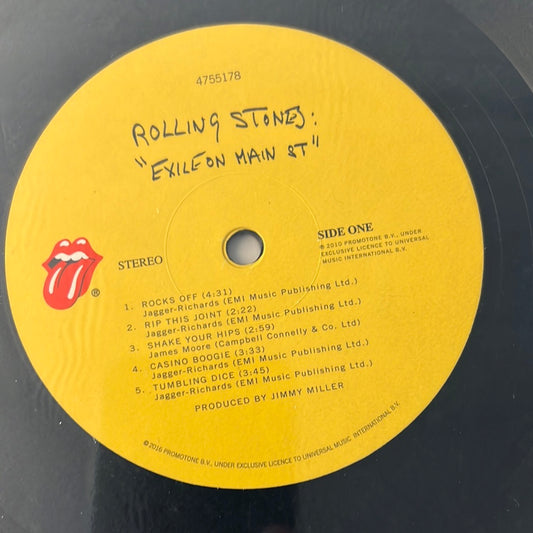 4755178
ROLLING STONES:
"EXILE ON MAIN ST"
STEREO
SIDE ONE
℗ 2010 PROMOTONE B.V., UNDER
EXCLUSIVE LICENCE TO UNIVERSAL
MUSIC INTERNATIONAL B.V.
®
1. ROCKS OFF (4:31)
Jagger-Richards (EMI Music Publishing Ltd.)
2. RIP THIS JOINT (2:22)
Jagger-Richards (EMI Music Publishing Ltd.)
3. SHAKE YOUR HIPS (2:59)
James Moore (Campbell Connelly & Co. Ltd)
4. CASINO BOOGIE (3:33)
Jagger-Richards (EMI Music Publishing Ltd.)
5. TUMBLING DICE (3:45)
Jagger-Richards (EMI Music Publishing Ltd.)
PRODUCED BY JIMMY MILLER
© 2016 PROMOTONE B.V., UNDER EXCLUSIVE LICENCE TO UNIVERSAL MUSIC INTERNATIONAL B.V.